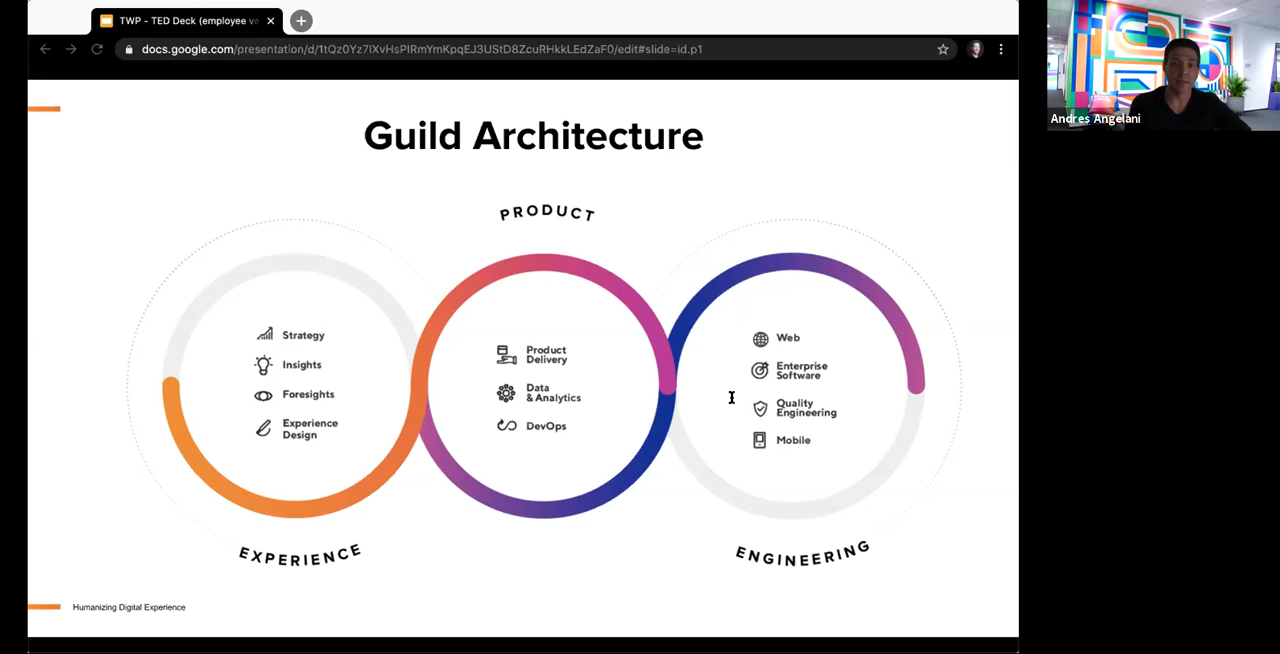 TWP - TED Deck (employee ve
docs.google.com/presentation/d/1tQz0Yz7IXvHsPIRmYmKpqEJ3UStD8ZcuRHkkLEdZaF0/edit#slide=id.p1
Andres Angelani
Guild Architecture
PRODUCT
Strategy
Insights
Foresights
Experience
Design
Product
Delivery
Data
& Analytics
DevOps
Web
Enterprise
Software
Quality
Engineering
Mobile
EXPERIENCE
ENGINEERING
Humanizing Digital Experience